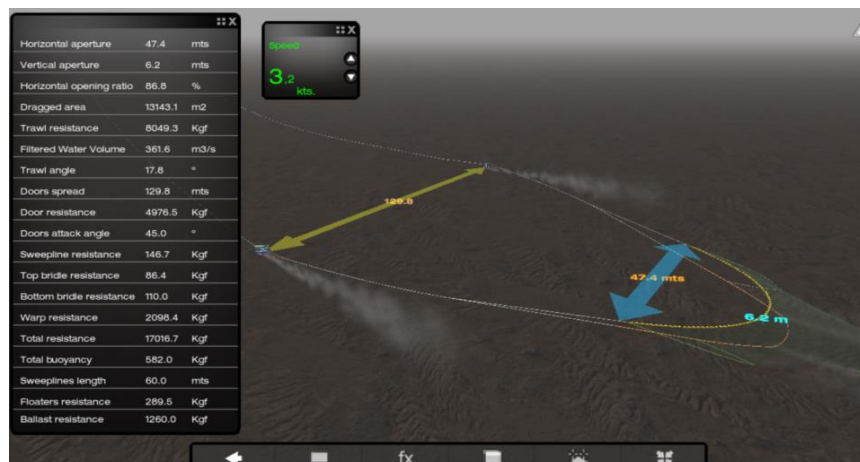 Horizontal aperture 47.4 mts
Vertical aperture 6.2 mts
Horizontal opening ratio 86.8 %
Dragged area 13143.1 m2
Trawl resistance 8049.3 Kgf
Filtered Water Volume 361.6 m3/s
Trawl angle 17.8 °
Doors spread 129.8 mts
Door resistance 4976.5 Kgf
Doors attack angle 45.0 °
Sweepline resistance 146.7 Kgf
Top bridle resistance 86.4 Kgf
Bottom bridle resistance 110.0 Kgf
Warp resistance 2098.4 Kgf
Total resistance 17016.7 Kgf
Total buoyancy 582.0 Kgf
Sweeplines length 60.0 mts
Floaters resistance 289.5 Kgf
Ballast resistance 1260.0 Kgf
X
X
Speed
3.2
kts.
129.8
47.4 mts
6.2 m
fx